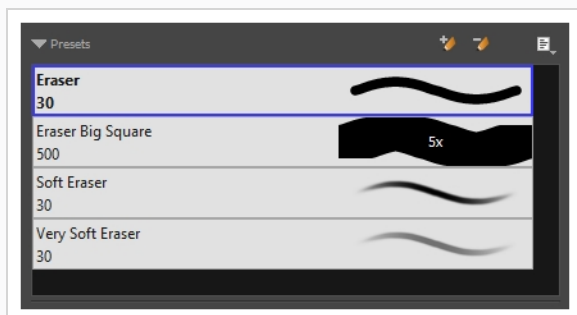 Presets
Eraser
30
Eraser Big Square
500
5x
Soft Eraser
30
Very Soft Eraser
30